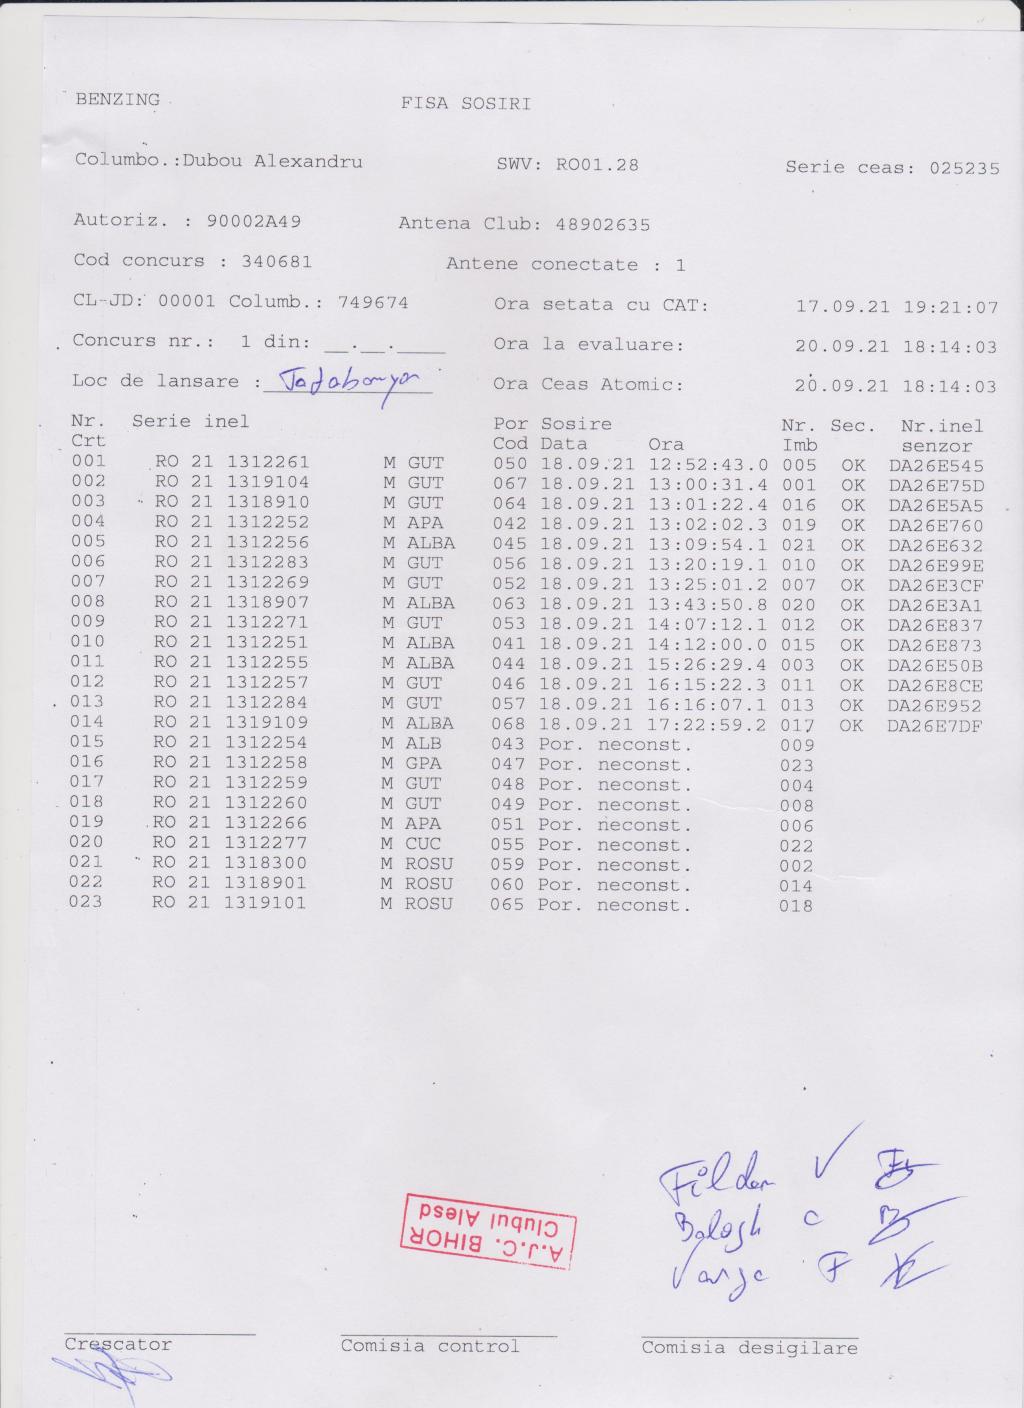 BENZING FISA SOSIRI
Columbo.:Dubou Alexandru SWV: RO01.28 Serie ceas: 025235
Autoriz. : 90002A49 Antena Club: 48902635
Cod concurs : 340681 Antene conectate : 1
CL-JD: 00001 Columb.: 749674 Ora setata cu CAT: 17.09.21 19:21:07
Concurs nr.: 1 din: __.__.____ Ora la evaluare: 20.09.21 18:14:03
Loc de lansare : Tatabanya Ora Ceas Atomic: 20.09.21 18:14:03
Nr. Serie inel Por Sosire Nr. Sec. Nr.inel
Crt Cod Data Ora Imb senzor
001 RO 21 1312261 M GUT 050 18.09.21 12:52:43.0 005 OK DA26E545
002 RO 21 1319104 M GUT 067 18.09.21 13:00:31.4 001 OK DA26E75D
003 RO 21 1318910 M GUT 064 18.09.21 13:01:22.4 016 OK DA26E5A5
004 RO 21 1312252 M APA 042 18.09.21 13:02:02.3 019 OK DA26E760
005 RO 21 1312256 M ALBA 045 18.09.21 13:09:54.1 021 OK DA26E632
006 RO 21 1312283 M GUT 056 18.09.21 13:20:19.1 010 OK DA26E99E
007 RO 21 1312269 M GUT 052 18.09.21 13:25:01.2 007 OK DA26E3CF
008 RO 21 1318907 M ALBA 063 18.09.21 13:43:50.8 020 OK DA26E3A1
009 RO 21 1312271 M GUT 053 18.09.21 14:07:12.1 012 OK DA26E837
010 RO 21 1312251 M ALBA 041 18.09.21 14:12:00.0 015 OK DA26E873
011 RO 21 1312255 M ALBA 044 18.09.21 15:26:29.4 003 OK DA26E50B
012 RO 21 1312257 M GUT 046 18.09.21 16:15:22.3 011 OK DA26E8CE
013 RO 21 1312284 M GUT 057 18.09.21 16:16:07.1 013 OK DA26E952
014 RO 21 1319109 M ALBA 068 18.09.21 17:22:59.2 017 OK DA26E7DF
015 RO 21 1312254 M ALB 043 Por. neconst. 009
016 RO 21 1312258 M GPA 047 Por. neconst. 023
017 RO 21 1312259 M GUT 048 Por. neconst. 004
018 RO 21 1312260 M GUT 049 Por. neconst. 008
019 RO 21 1312266 M APA 051 Por. neconst. 006
020 RO 21 1312277 M CUC 055 Por. neconst. 022
021 RO 21 1318300 M ROSU 059 Por. neconst. 002
022 RO 21 1318901 M ROSU 060 Por. neconst. 014
023 RO 21 1319101 M ROSU 065 Por. neconst. 018
Fildan V
Balogh C
Varga F
A.J.C. BIHOR
Clubul Alesd
Crescator Comisia control Comisia desigilare